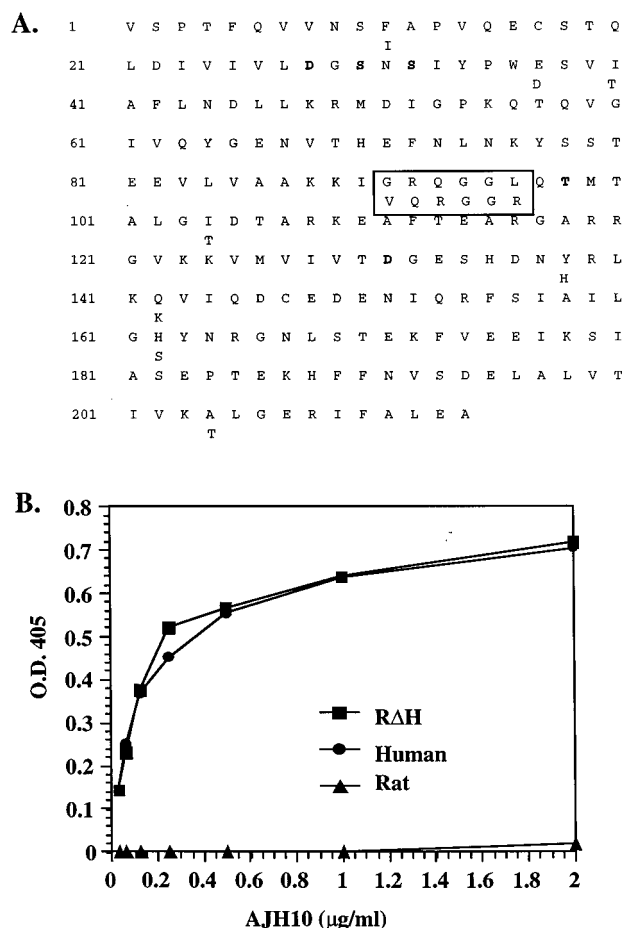 A.
1 V S P T F Q V V N S F A P V Q E C S T Q
I
21 L D I V I V L D G S N S I Y P W E S V I
D T
41 A F L N D L L K R M D I G P K Q T Q V G
61 I V Q Y G E N V T H E F N L N K Y S S T
81 E E V L V A A K K I G R Q G G L Q T M T
V Q R G G R
101 A L G I D T A R K E A F T E A R G A R R
T
121 G V K K V M V I V T D G E S H D N Y R L
H
141 K Q V I Q D C E D E N I Q R F S I A I L
K
161 G H Y N R G N L S T E K F V E E I K S I
S
181 A S E P T E K H F F N V S D E L A L V T
201 I V K A L G E R I F A L E A
T
B.
0.8
0.7
0.6
0.5
0.4
0.3
0.2
0.1
0
O.D. 405
RΔH
Human
Rat
0 0.2 0.4 0.6 0.8 1 1.2 1.4 1.6 1.8 2
AJH10 (μg/ml)